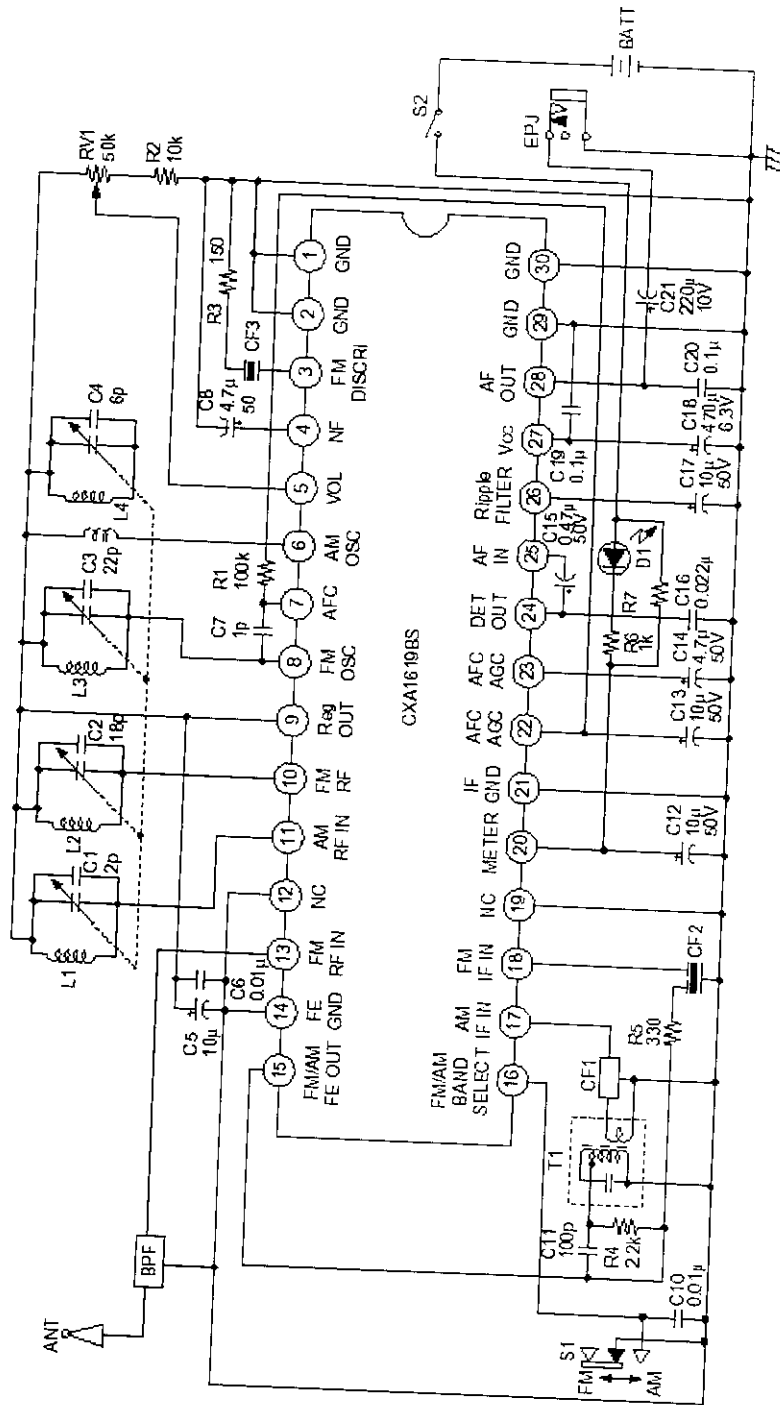 ANT
BPF
L1
C1
2p
L2
C2
18p
L3
C3
22p
L4
C4
6p
RV1
50k
R2
10k
C5
10µ
C6
0.01µ
C7
1p
R1
100k
C8
4.7µ
50
CF3
R3
150
15
14
13
12
11
10
9
8
7
6
5
4
3
2
1
FM/AM
FE OUT
FE
GND
FM
RF IN
NC
AM
RF IN
FM
RF
Reg
OUT
FM
OSC
AFC
AM
OSC
VOL
NF
FM
DISCRI
GND
GND
CXA1619BS
FM/AM
BAND
SELECT
AM
IF IN
FM
IF IN
NC
METER
IF
GND
AFC
AGC
AFC
AGC
DET
OUT
AF
IN
Ripple
FILTER
Vcc
AF
OUT
GND
GND
16
17
18
19
20
21
22
23
24
25
26
27
28
29
30
S1
FM
AM
C10
0.01µ
C11
100p
R4
2.2k
T1
CF1
R5
330
CF2
C12
10µ
50V
C13
10µ
50V
C14
4.7µ
50V
R6
1k
R7
D1
C16
0.022µ
C15
0.47µ
50V
C17
10µ
50V
C18
470µ
6.3V
C19
0.1µ
C20
0.1µ
C21
220µ
10V
S2
EPJ
BATT